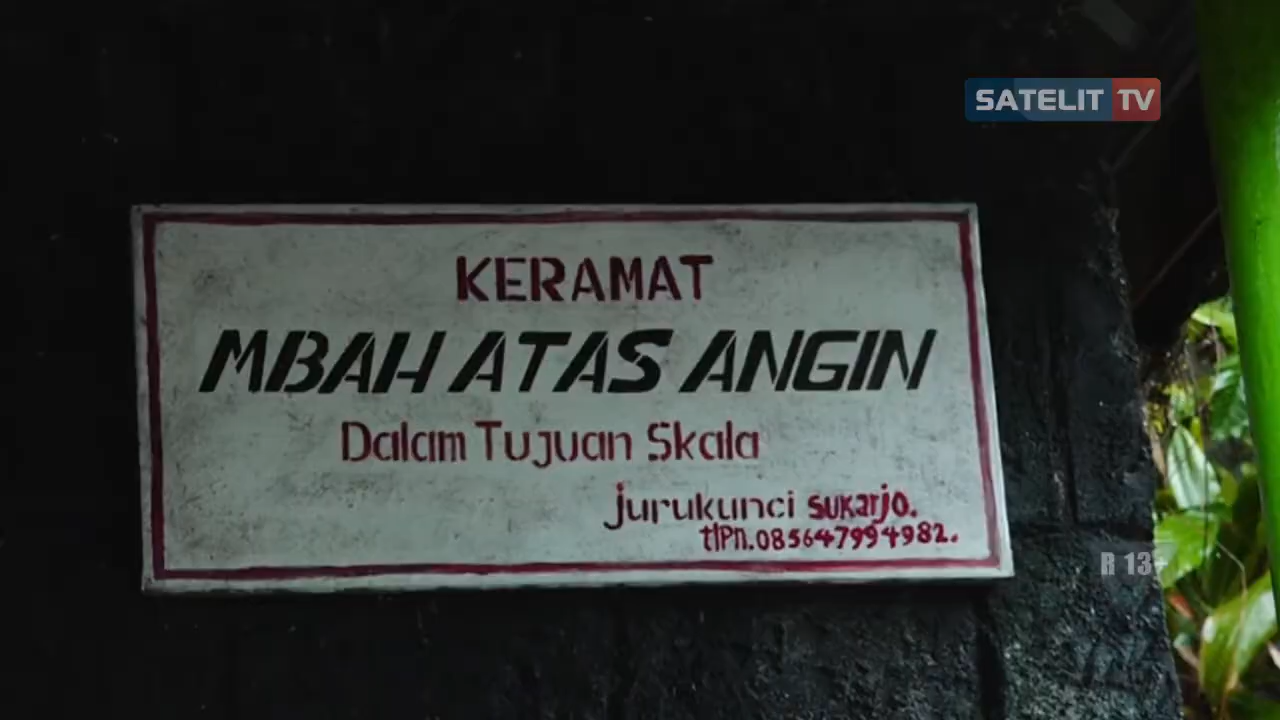 SATELIT TV
KERAMAT
MBAH ATAS ANGIN
Dalam Tujuan Skala
jurukunci sukarjo.
tlPn.085647994982.
R 13+